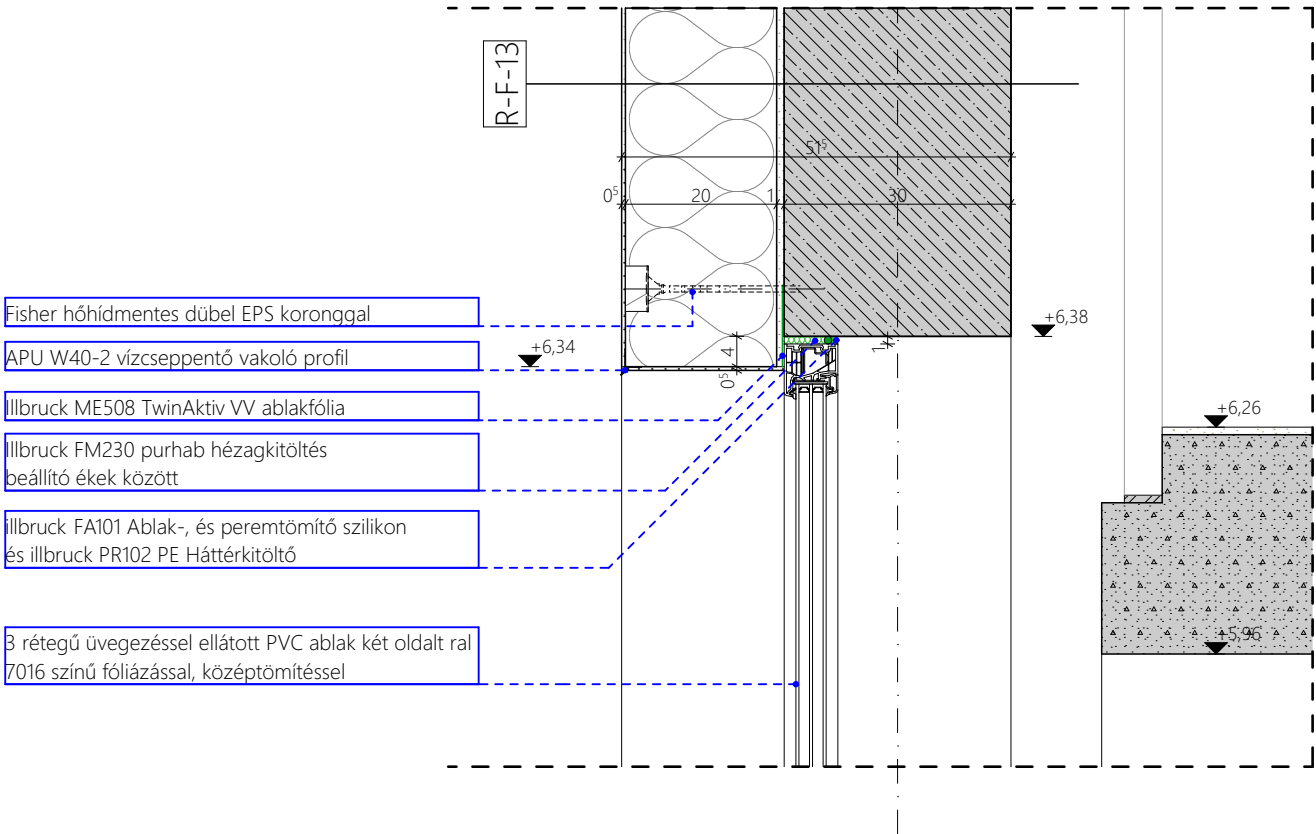 R-F-13
51⁵
0⁵ 20 1 30
Fisher hőhídmentes dübel EPS koronggal
+6,38
+6,34
APU W40-2 vízcseppentő vakoló profil
4
1
0⁵
Illbruck ME508 TwinAktiv VV ablakfólia
+6,26
Illbruck FM230 purhab hézagkitöltés
beállító ékek között
illbruck FA101 Ablak-, és peremtömítő szilikon
és illbruck PR102 PE Háttérkitöltő
+5,96
3 rétegű üvegezéssel ellátott PVC ablak két oldalt ral
7016 színű fóliázással, középtömítéssel